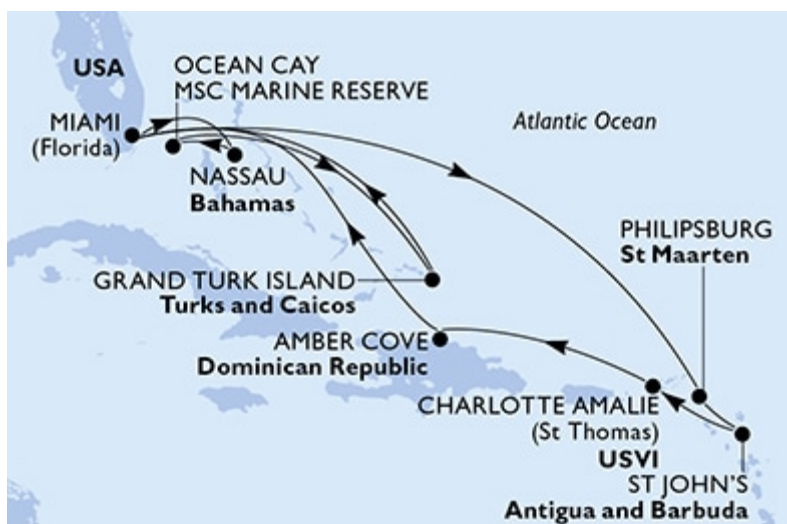 USA
OCEAN CAY
MSC MARINE RESERVE
MIAMI
(Florida)
Atlantic Ocean
NASSAU
Bahamas
PHILIPSBURG
St Maarten
GRAND TURK ISLAND
Turks and Caicos
AMBER COVE
Dominican Republic
CHARLOTTE AMALIE
(St Thomas)
USVI
ST JOHN'S
Antigua and Barbuda